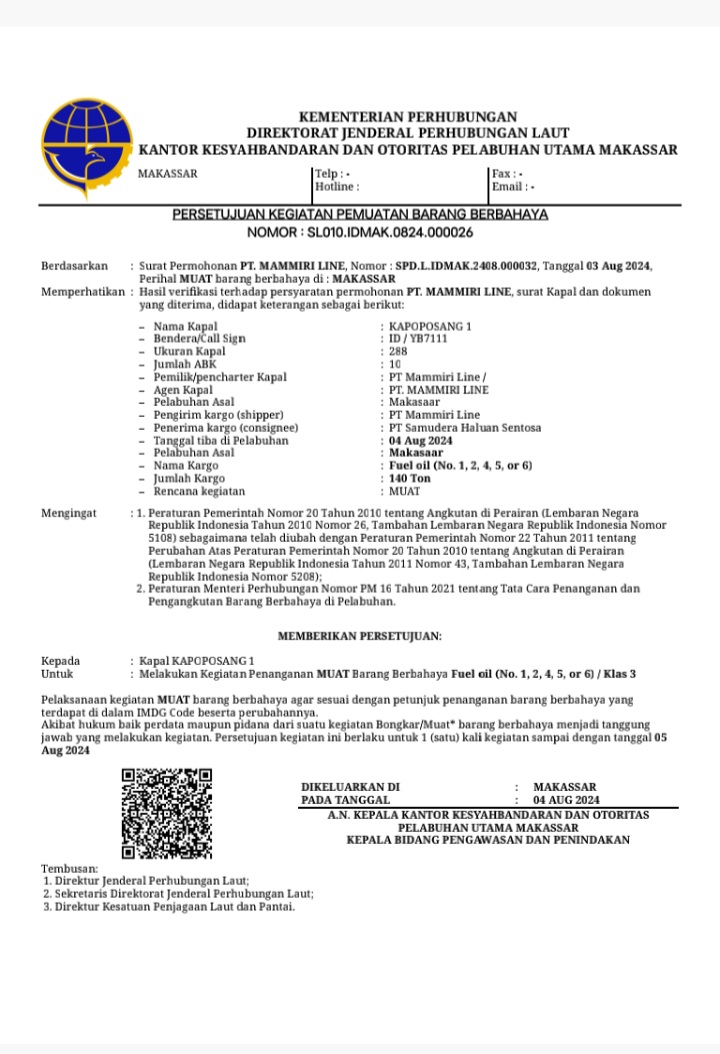 KEMENTERIAN PERHUBUNGAN
DIREKTORAT JENDERAL PERHUBUNGAN LAUT
KANTOR KESYAHBANDARAN DAN OTORITAS PELABUHAN UTAMA MAKASSAR
MAKASSAR Telp : - Fax : -
Hotline : Email : -
PERSETUJUAN KEGIATAN PEMUATAN BARANG BERBAHAYA
NOMOR : SL010.IDMAK.0824.000026
Berdasarkan : Surat Permohonan PT. MAMMIRI LINE, Nomor : SPD.L.IDMAK.2408.000032, Tanggal 03 Aug 2024,
Perihal MUAT barang berbahaya di : MAKASSAR
Memperhatikan : Hasil verifikasi terhadap persyaratan permohonan PT. MAMMIRI LINE, surat Kapal dan dokumen
yang diterima, didapat keterangan sebagai berikut:
– Nama Kapal : KAPOPOSANG 1
– Bendera/Call Sign : ID / YB7111
– Ukuran Kapal : 288
– Jumlah ABK : 10
– Pemilik/pencharter Kapal : PT Mammiri Line /
– Agen Kapal : PT. MAMMIRI LINE
– Pelabuhan Asal : Makasaar
– Pengirim kargo (shipper) : PT Mammiri Line
– Penerima kargo (consignee) : PT Samudera Haluan Sentosa
– Tanggal tiba di Pelabuhan : 04 Aug 2024
– Pelabuhan Asal : Makasaar
– Nama Kargo : Fuel oil (No. 1, 2, 4, 5, or 6)
– Jumlah Kargo : 140 Ton
– Rencana kegiatan : MUAT
Mengingat : 1. Peraturan Pemerintah Nomor 20 Tahun 2010 tentang Angkutan di Perairan (Lembaran Negara
Republik Indonesia Tahun 2010 Nomor 26, Tambahan Lembaran Negara Republik Indonesia Nomor
5108) sebagaimana telah diubah dengan Peraturan Pemerintah Nomor 22 Tahun 2011 tentang
Perubahan Atas Peraturan Pemerintah Nomor 20 Tahun 2010 tentang Angkutan di Perairan
(Lembaran Negara Republik Indonesia Tahun 2011 Nomor 43, Tambahan Lembaran Negara
Republik Indonesia Nomor 5208);
2. Peraturan Menteri Perhubungan Nomor PM 16 Tahun 2021 tentang Tata Cara Penanganan dan
Pengangkutan Barang Berbahaya di Pelabuhan.
MEMBERIKAN PERSETUJUAN:
Kepada : Kapal KAPOPOSANG 1
Untuk : Melakukan Kegiatan Penanganan MUAT Barang Berbahaya Fuel oil (No. 1, 2, 4, 5, or 6) / Klas 3
Pelaksanaan kegiatan MUAT barang berbahaya agar sesuai dengan petunjuk penanganan barang berbahaya yang
terdapat di dalam IMDG Code beserta perubahannya.
Akibat hukum baik perdata maupun pidana dari suatu kegiatan Bongkar/Muat* barang berbahaya menjadi tanggung
jawab yang melakukan kegiatan. Persetujuan kegiatan ini berlaku untuk 1 (satu) kali kegiatan sampai dengan tanggal 05
Aug 2024
DIKELUARKAN DI : MAKASSAR
PADA TANGGAL : 04 AUG 2024
A.N. KEPALA KANTOR KESYAHBANDARAN DAN OTORITAS
PELABUHAN UTAMA MAKASSAR
KEPALA BIDANG PENGAWASAN DAN PENINDAKAN
Tembusan:
1. Direktur Jenderal Perhubungan Laut;
2. Sekretaris Direktorat Jenderal Perhubungan Laut;
3. Direktur Kesatuan Penjagaan Laut dan Pantai.